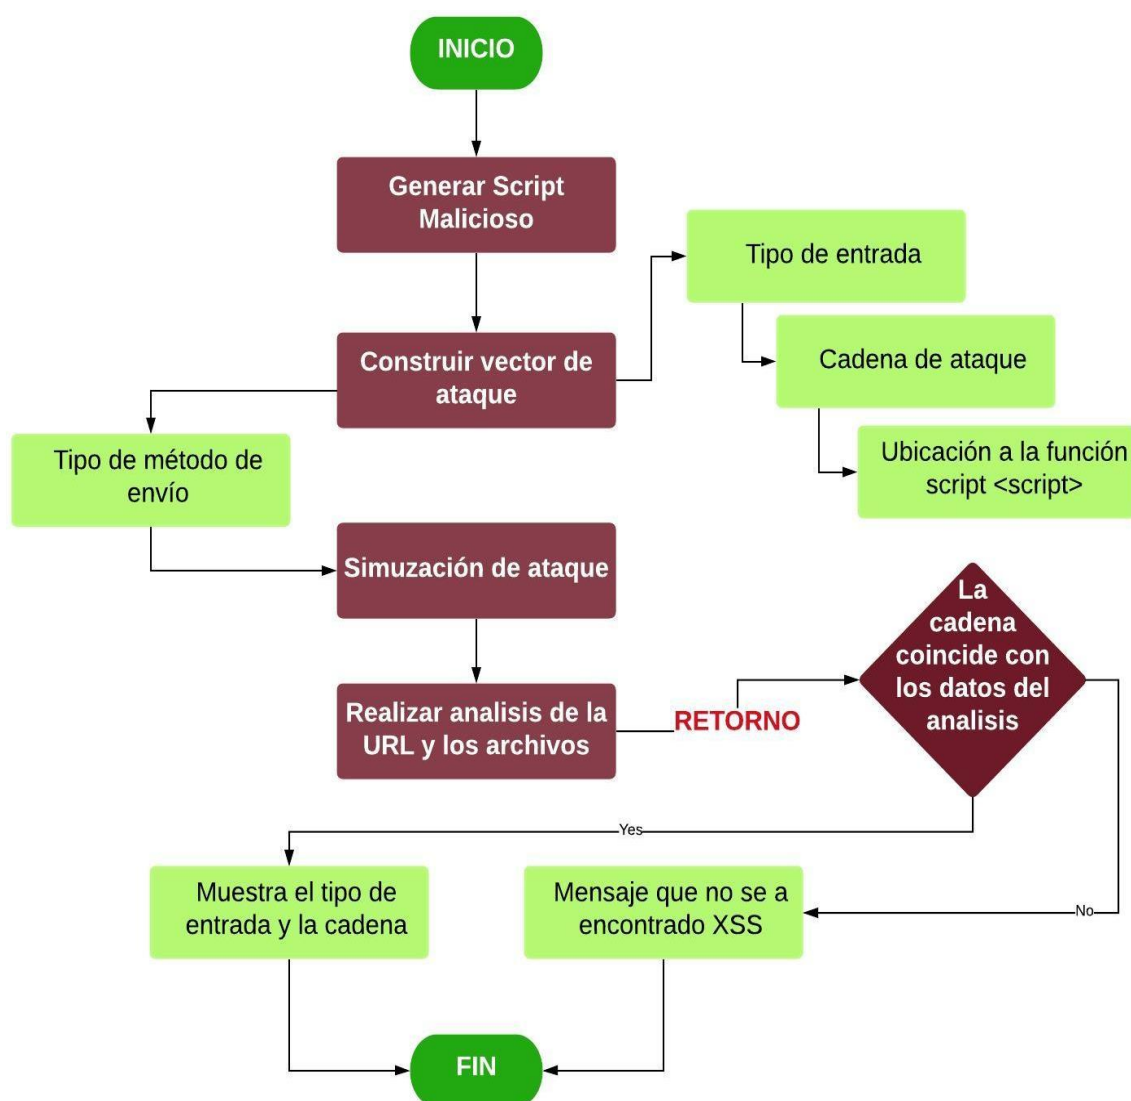 INICIO
Generar Script
Malicioso
Tipo de entrada
Construir vector de
ataque
Cadena de ataque
Ubicación a la función
script <script>
Tipo de método de
envío
Simuzación de ataque
La
cadena
coincide con
los datos del
analisis
Realizar analisis de la
URL y los archivos
RETORNO
Yes
Muestra el tipo de
entrada y la cadena
Mensaje que no se a
encontrado XSS
No
FIN